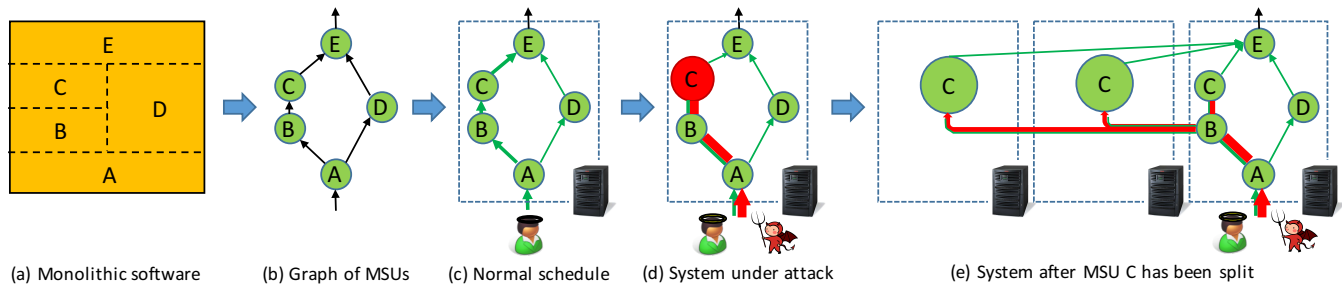 E
C
D
B
A
E
C
D
B
A
E
C
D
B
A
E
C
D
B
A
E
C
C
C
D
B
A
(a) Monolithic software
(b) Graph of MSUs
(c) Normal schedule
(d) System under attack
(e) System after MSU C has been split